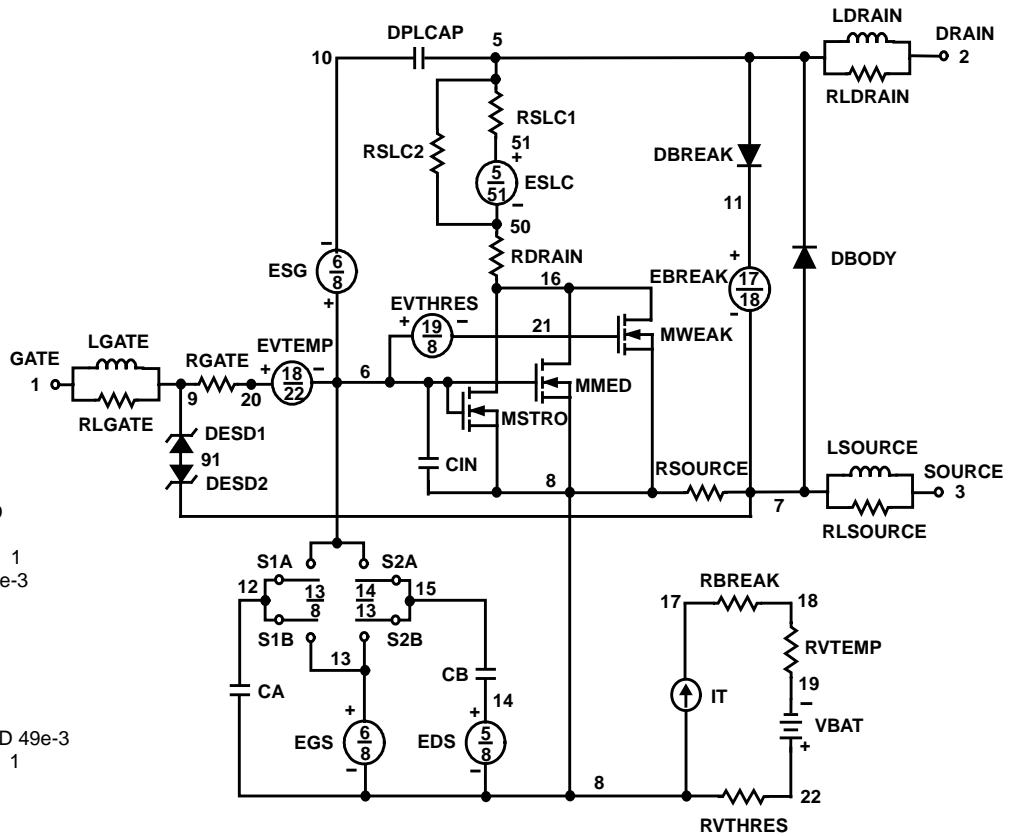 LDRAIN
DPLCAP
5
DRAIN
10
2
RLDRAIN
RSLC1
51
+
RSLC2
5
51
ESLC
−
50
DBREAK
11
RDRAIN
16
−
ESG
6
8
+
EVTHRES
+
19
8
−
21
MWEAK
+
EBREAK
17
18
−
DBODY
LGATE
GATE
1
RLGATE
9
RGATE
20
EVTEMP
+
18
22
−
6
MMED
MSTRO
DESD1
91
DESD2
CIN
8
RSOURCE
7
LSOURCE
SOURCE
3
RLSOURCE
D
1
e-3
S1A
S2A
12
13
8
14
13
15
S1B
S2B
13
CA
CB
14
+
EGS
6
8
−
+
EDS
5
8
−
8
RBREAK
17
18
RVTEMP
19
−
IT
VBAT
+
22
RVTHRES
D 49e-3
1